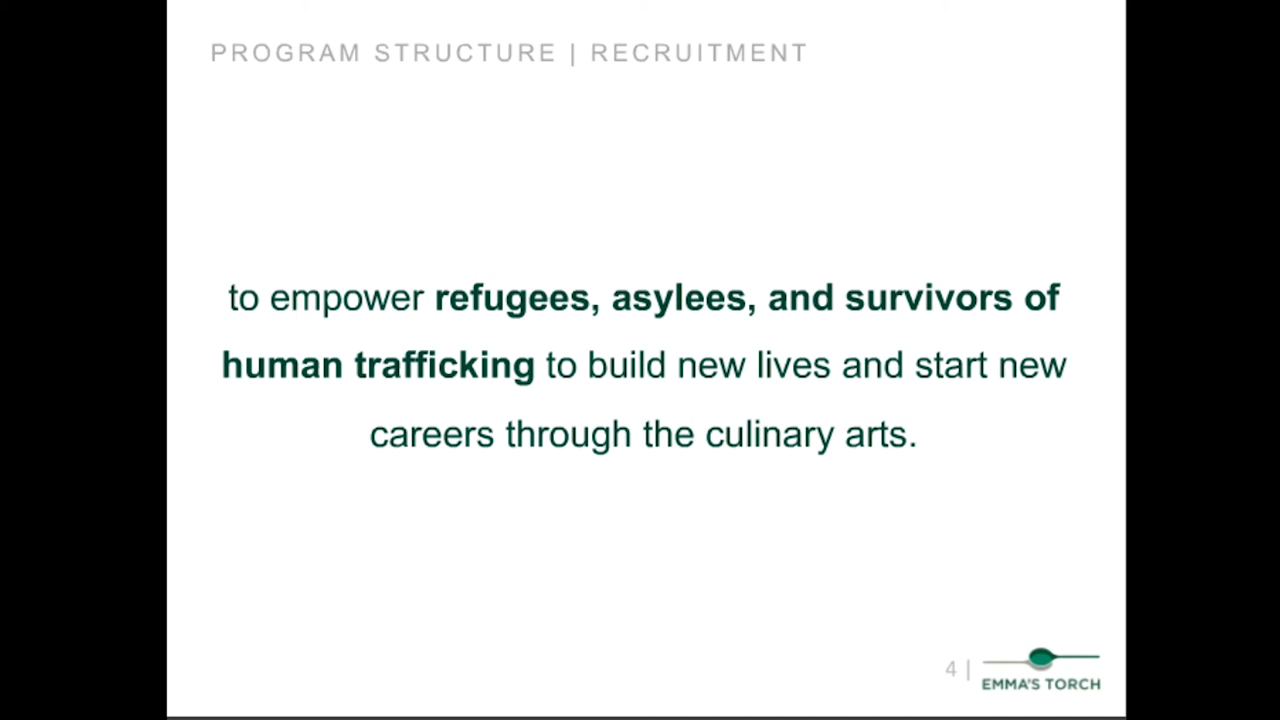 PROGRAM STRUCTURE | RECRUITMENT
to empower refugees, asylees, and survivors of
human trafficking to build new lives and start new
careers through the culinary arts.
4 |
EMMA'S TORCH